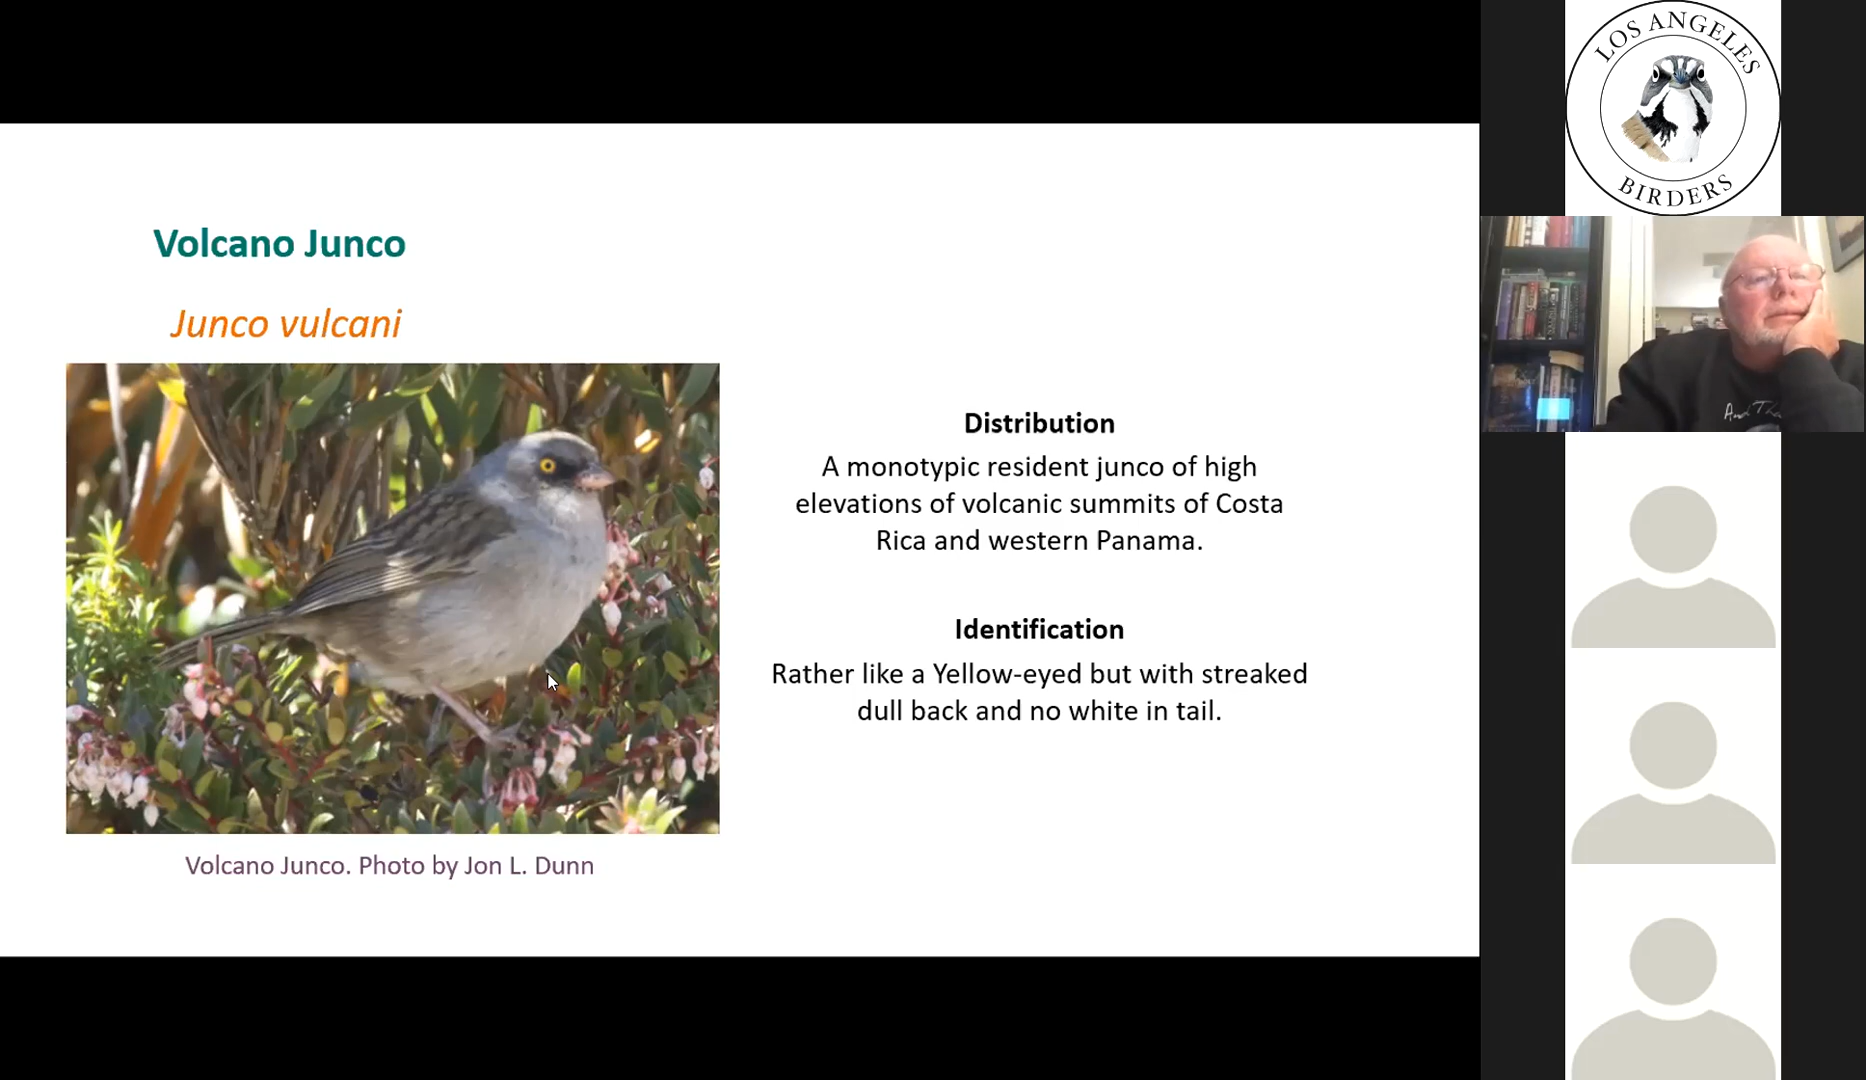 Volcano Junco
Junco vulcani
Distribution
A monotypic resident junco of high
elevations of volcanic summits of Costa
Rica and western Panama.
Identification
Rather like a Yellow-eyed but with streaked
dull back and no white in tail.
Volcano Junco. Photo by Jon L. Dunn
LOS ANGELES
BIRDERS
And